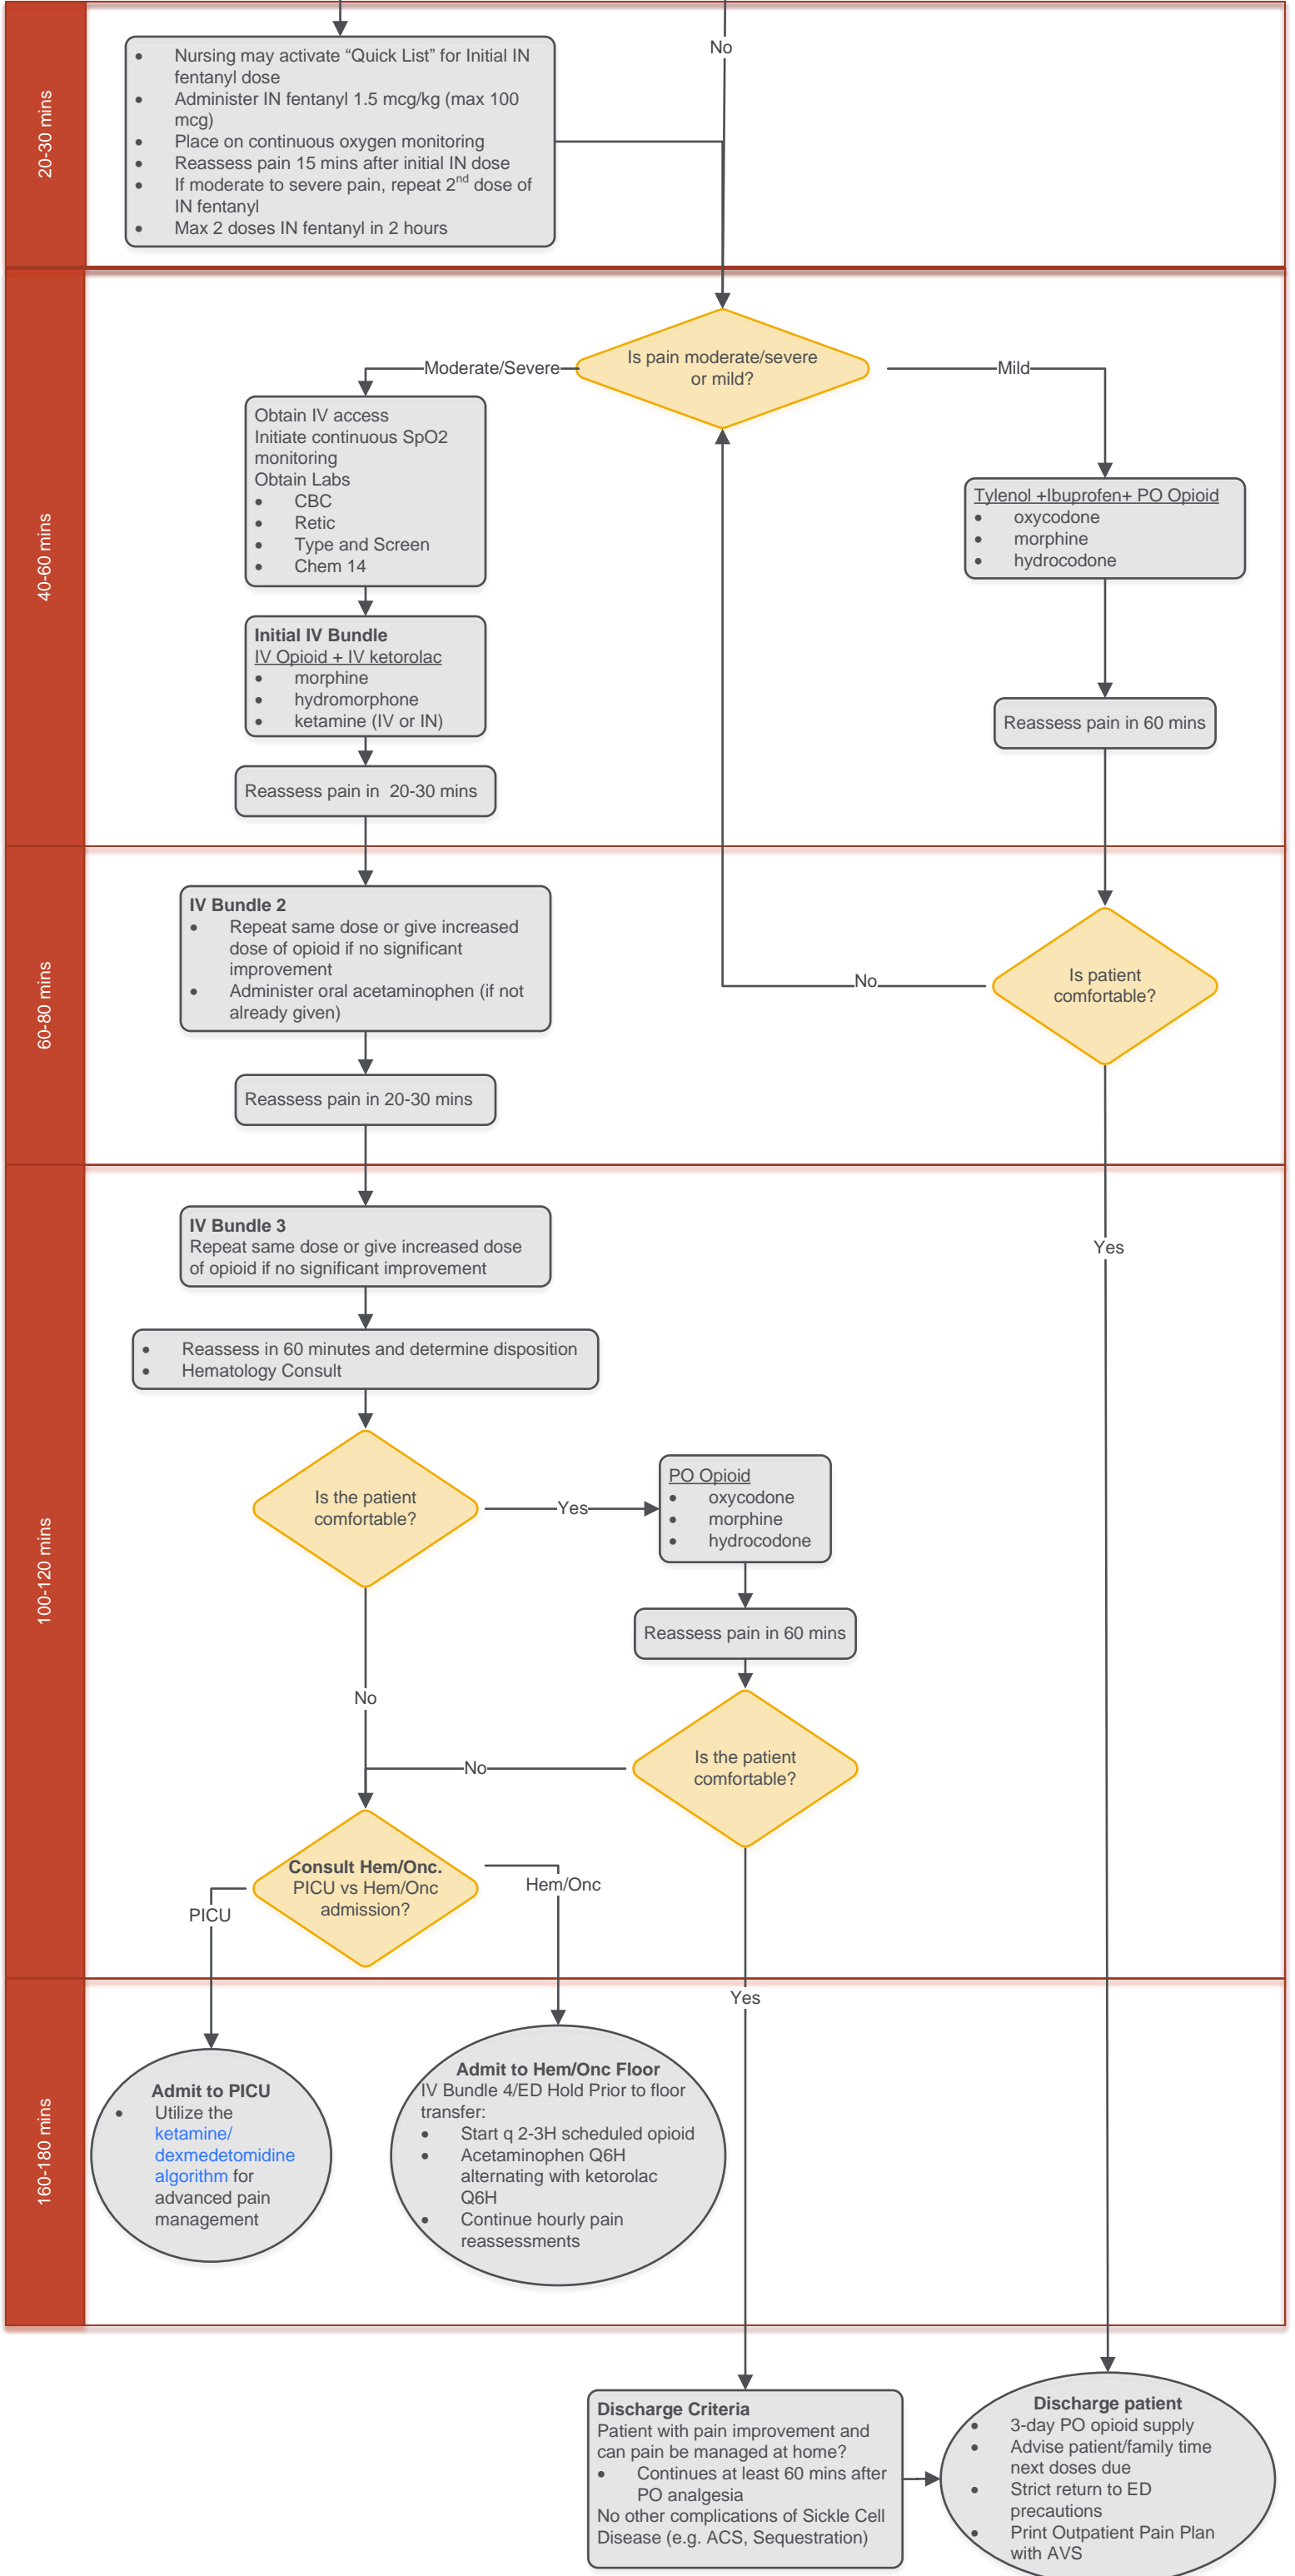 20-30 mins
Nursing may activate “Quick List” for Initial IN
fentanyl dose
Administer IN fentanyl 1.5 mcg/kg (max 100
mcg)
Place on continuous oxygen monitoring
Reassess pain 15 mins after initial IN dose
If moderate to severe pain, repeat 2nd dose of
IN fentanyl
Max 2 doses IN fentanyl in 2 hours
No
40-60 mins
Is pain moderate/severe
or mild?
Moderate/Severe
Mild
Obtain IV access
Initiate continuous SpO2
monitoring
Obtain Labs
CBC
Retic
Type and Screen
Chem 14
Tylenol +Ibuprofen+ PO Opioid
oxycodone
morphine
hydrocodone
Initial IV Bundle
IV Opioid + IV ketorolac
morphine
hydromorphone
ketamine (IV or IN)
Reassess pain in 60 mins
Reassess pain in 20-30 mins
60-80 mins
IV Bundle 2
Repeat same dose or give increased
dose of opioid if no significant
improvement
Administer oral acetaminophen (if not
already given)
No
Is patient
comfortable?
Reassess pain in 20-30 mins
100-120 mins
IV Bundle 3
Repeat same dose or give increased dose
of opioid if no significant improvement
Yes
Reassess in 60 minutes and determine disposition
Hematology Consult
Is the patient
comfortable?
Yes
PO Opioid
oxycodone
morphine
hydrocodone
Reassess pain in 60 mins
No
Is the patient
comfortable?
No
Consult Hem/Onc.
PICU vs Hem/Onc
admission?
PICU
Hem/Onc
160-180 mins
Yes
Admit to PICU
Utilize the
ketamine/
dexmedetomidine
algorithm for
advanced pain
management
Admit to Hem/Onc Floor
IV Bundle 4/ED Hold Prior to floor
transfer:
Start q 2-3H scheduled opioid
Acetaminophen Q6H
alternating with ketorolac
Q6H
Continue hourly pain
reassessments
Discharge Criteria
Patient with pain improvement and
can pain be managed at home?
Continues at least 60 mins after
PO analgesia
No other complications of Sickle Cell
Disease (e.g. ACS, Sequestration)
Discharge patient
3-day PO opioid supply
Advise patient/family time
next doses due
Strict return to ED
precautions
Print Outpatient Pain Plan
with AVS